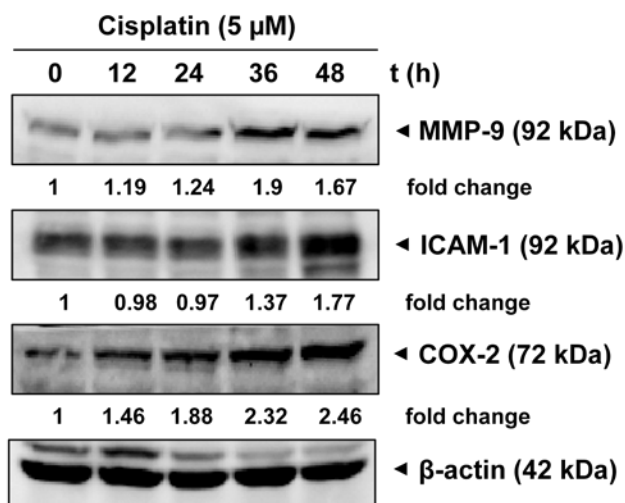 Cisplatin (5 µM)
0 12 24 36 48 t (h)
◄ MMP-9 (92 kDa)
1 1.19 1.24 1.9 1.67 fold change
◄ ICAM-1 (92 kDa)
1 0.98 0.97 1.37 1.77 fold change
◄ COX-2 (72 kDa)
1 1.46 1.88 2.32 2.46 fold change
◄ β-actin (42 kDa)